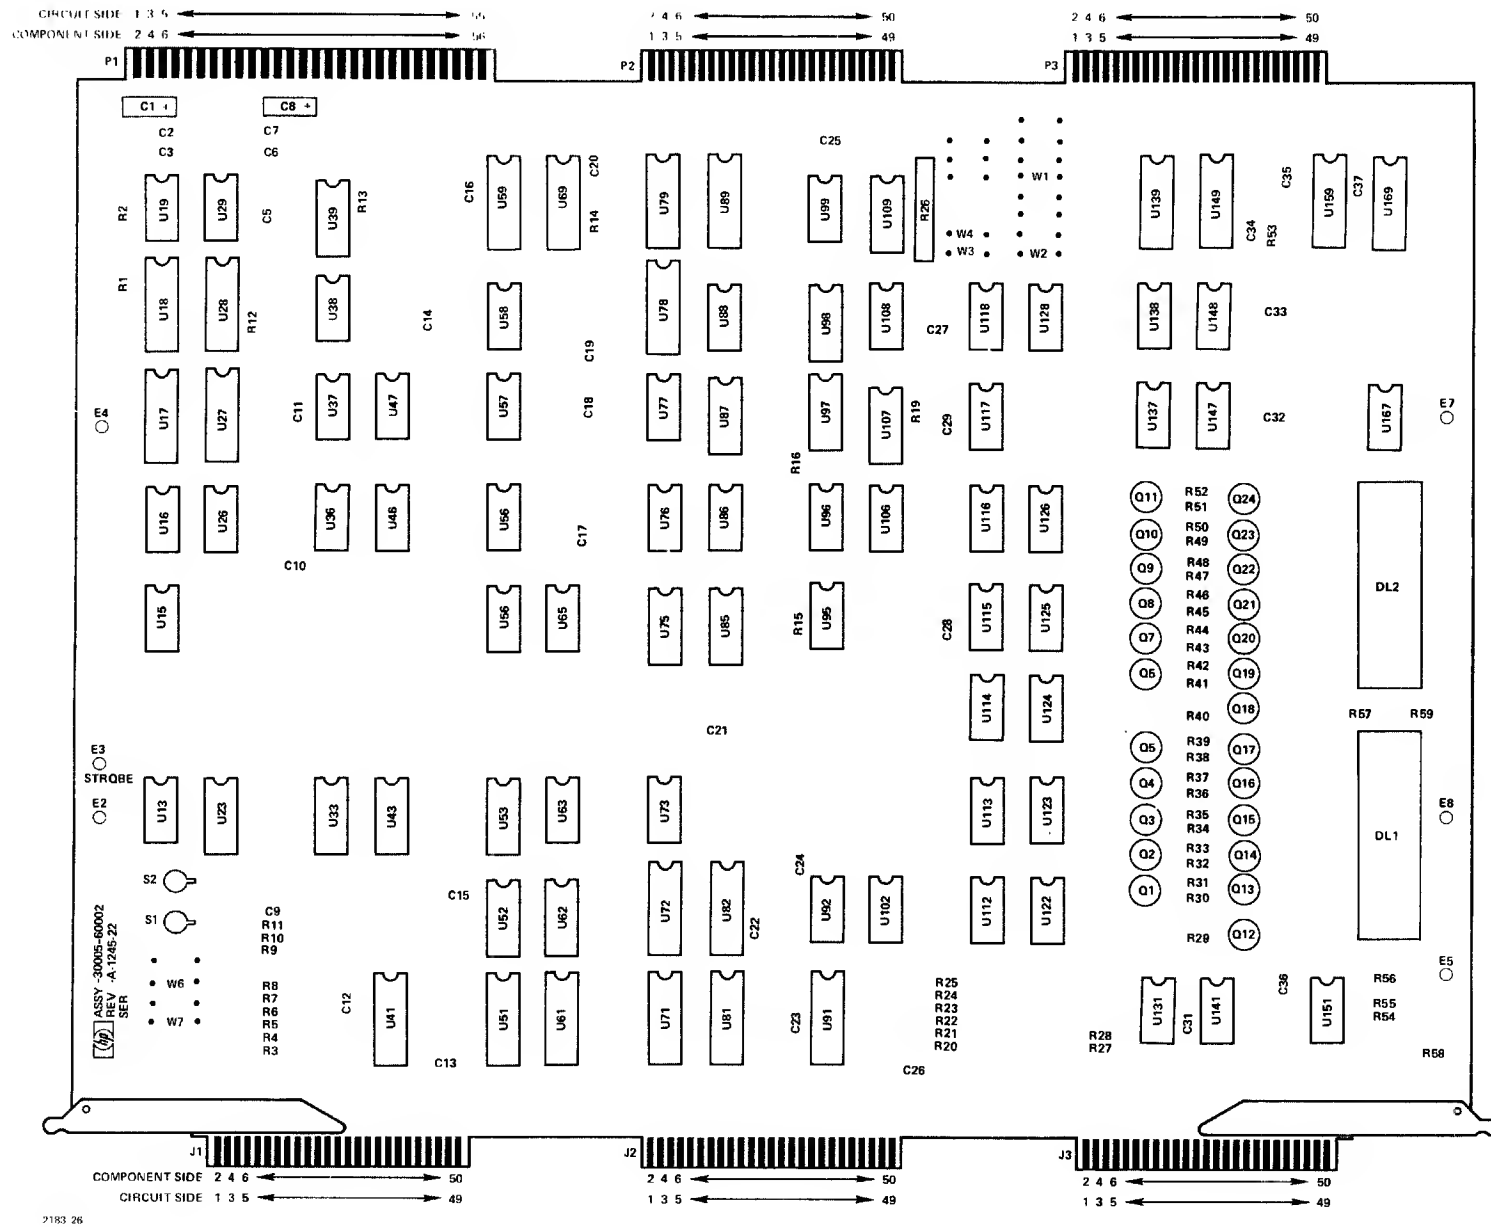 CIRCUIT SIDE 1 3 5 55
COMPONENT SIDE 2 4 6 56
2 4 6 50
1 3 5 49
2 4 6 50
1 3 5 49
P1 P2 P3
C1 + C8 +
C2 C7
C3 C6
C25
R2 U19 U29 C5 U39 R13 C16 U59 U69 C20 R14 U79 U89 U99 U109 R26 W1 U139 U149 C34 R53 C35 U159 C37 U169
W4
W3 W2
R1 U18 U28 R12 U38 C14 U58 C19 U78 U88 U98 U108 C27 U118 U128 U138 U148 C33
E4 U17 U27 C11 U37 U47 U57 C18 U77 U87 U97 U107 R19 C29 U117 U137 U147 C32 U167 E7
R16
U16 U26 U36 U46 U56 C17 U76 U86 U96 U106 U116 U126
C10
U15 U56 U65 U75 U85 R15 U95 C28 U115 U125
U114 U124
C21
Q11 R52 Q24
R51
Q10 R50 Q23
R49
Q9 R48 Q22
R47
Q8 R46 Q21
R45
Q7 R44 Q20
R43
Q6 R42 Q19
R41
R40 Q18
DL2
R57 R59
Q5 R39 Q17
R38
Q4 R37 Q16
R36
Q3 R35 Q15
R34
Q2 R33 Q14
R32
Q1 R31 Q13
R30
R29 Q12
DL1
E3
STROBE
E2 U13 U23 U33 U43 U53 U63 U73 U113 U123 E8
S2
S1
C15 U52 U62 U72 U82 C22 C24 U92 U102 U112 U122
C9
R11
R10
R9
W6
W7
R8
R7
R6
R5
R4
R3
hp
ASSY -30005-60002
REV -A-1245-22
SER
C12 U41 C13 U51 U61 U71 U81 C23 U91
R25
R24
R23
R22
R21
R20
C26
R28
R27
U131 C31 U141 C36 U151
E5
R56
R55
R54
R58
J1 J2 J3
COMPONENT SIDE 2 4 6 50
CIRCUIT SIDE 1 3 5 49
2 4 6 50
1 3 5 49
2 4 6 50
1 3 5 49
2183 26